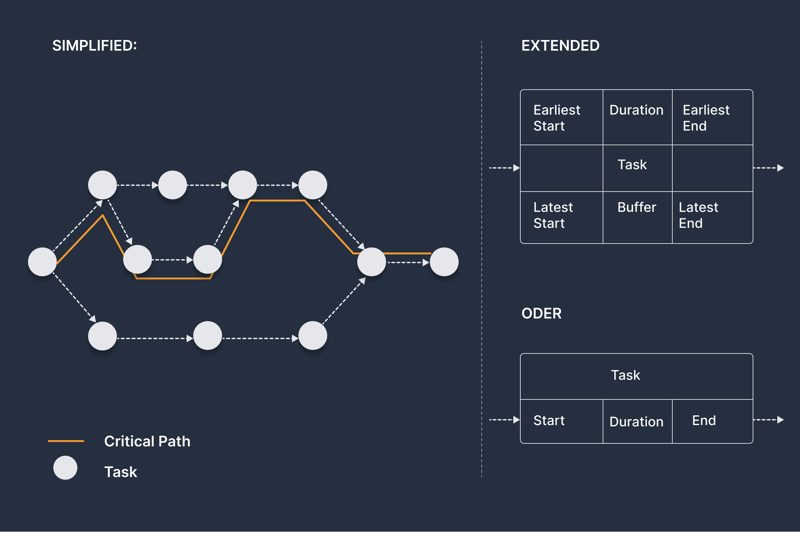 SIMPLIFIED:
Critical Path
Task
EXTENDED
Earliest
Start
Duration
Earliest
End
Task
Latest
Start
Buffer
Latest
End
ODER
Task
Start
Duration
End